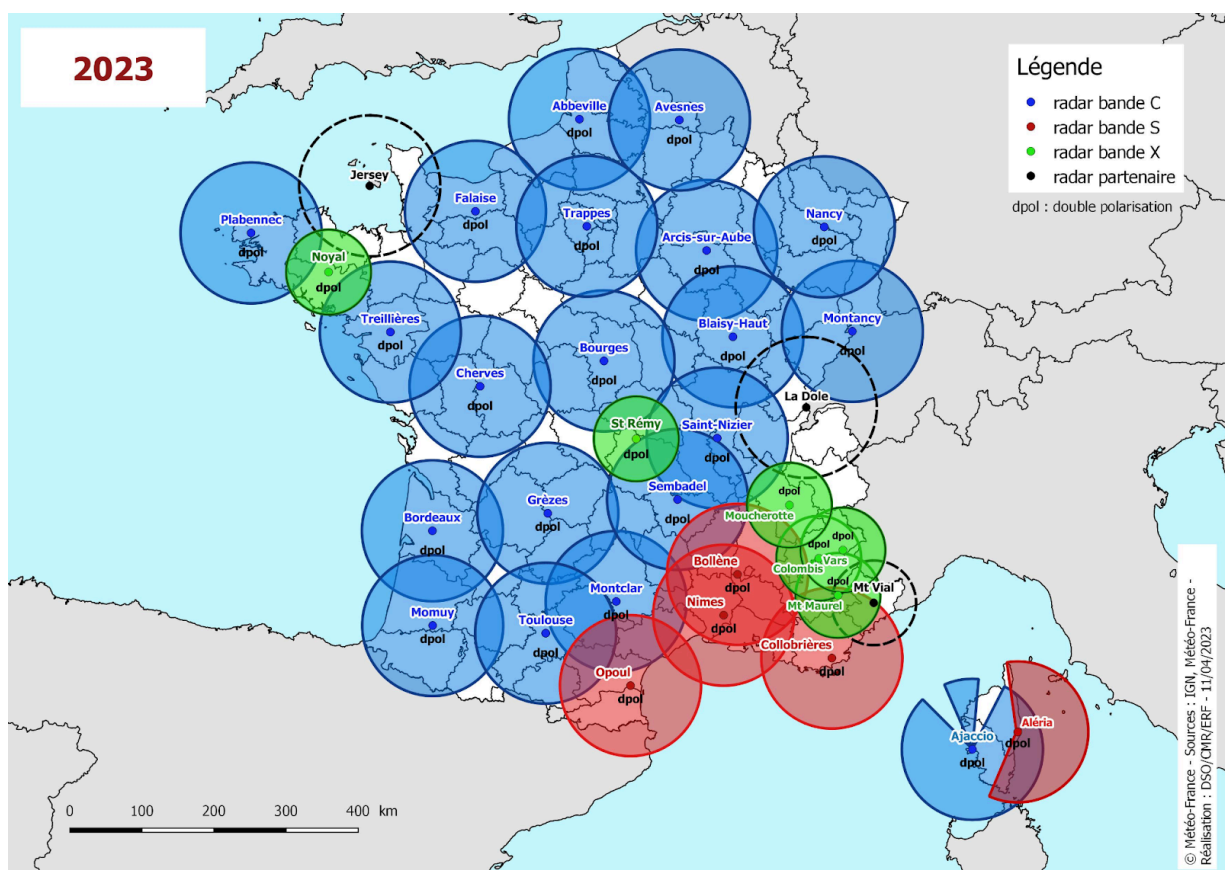 2023
Légende
radar bande C
radar bande S
radar bande X
radar partenaire
dpol : double polarisation
Abbeville
dpol
Avesnes
dpol
Jersey
Plabennec
dpol
Falaise
dpol
Trappes
dpol
Arcis-sur-Aube
dpol
Nancy
dpol
Noyal
dpol
Treillières
dpol
Cherves
dpol
Bourges
dpol
Blaisy-Haut
dpol
Montancy
dpol
La Dole
St Rémy
dpol
Saint-Nizier
dpol
Sembadel
dpol
Grèzes
dpol
Bordeaux
dpol
dpol
Moucherotte
dpol
Colombis
dpol
Vars
dpol
Mt Maurel
Mt Vial
Bollène
dpol
Nimes
dpol
Montclar
dpol
Momuy
dpol
Toulouse
dpol
Opoul
dpol
Collobrières
dpol
Ajaccio
dpol
Aléria
dpol
0 100 200 300 400 km
© Météo-France - Sources : IGN, Météo-France -
Réalisation : DSO/CMR/ERF - 11/04/2023